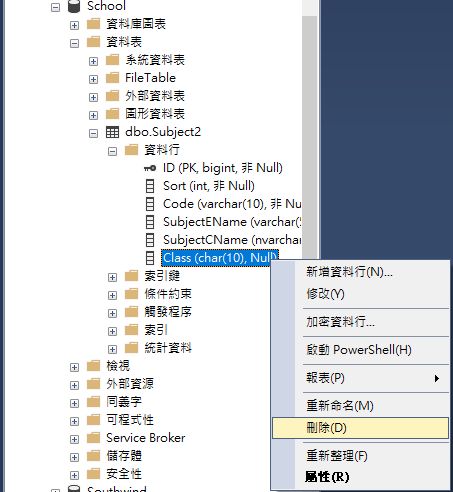 School
資料庫圖表
資料表
系統資料表
FileTable
外部資料表
圖形資料表
dbo.Subject2
資料行
ID (PK, bigint, 非 Null)
Sort (int, 非 Null)
Code (varchar(10), 非 Nu
SubjectEName (varchar(5
SubjectCName (nvarchar
Class (char(10), Null)
索引鍵
條件約束
觸發程序
索引
統計資料
檢視
外部資源
同義字
可程式性
Service Broker
儲存體
安全性
Southwind
新增資料行(N)...
修改(Y)
加密資料行...
啟動 PowerShell(H)
報表(P)
重新命名(M)
刪除(D)
重新整理(F)
屬性(R)